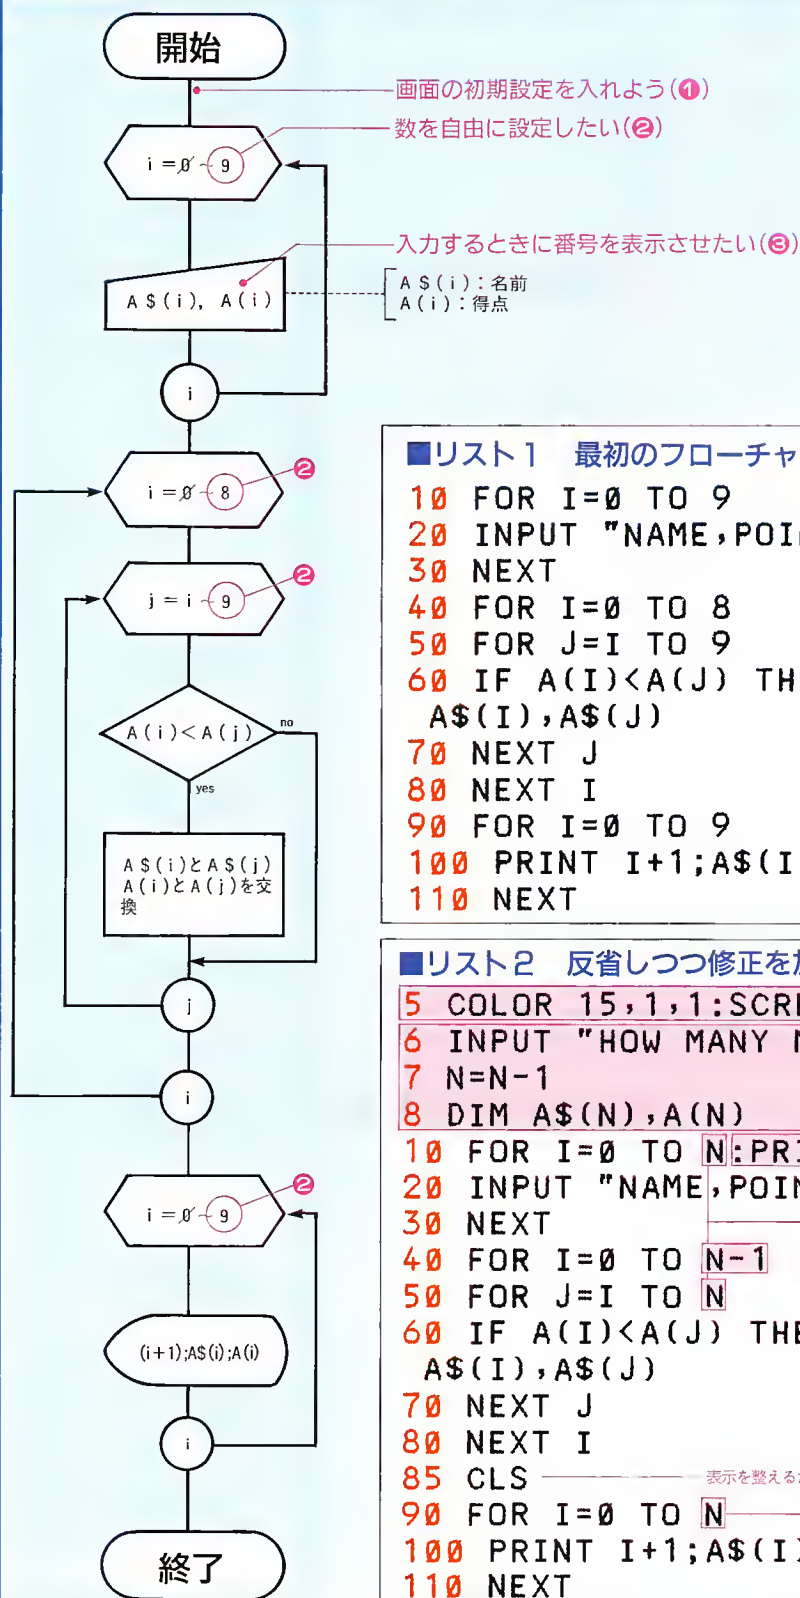 開始
画面の初期設定を入れよう(❶)
数を自由に設定したい(❷)
i=0~9
入力するときに番号を表示させたい(❸)
A$(i), A(i)
A$(i):名前
A(i):得点
i
i=0~8
❷
j=i~9
❷
A(i)<A(j)
no
yes
A$(i)とA$(j)
A(i)とA(j)を交
換
j
i
i=0~9
❷
(i+1);A$(i);A(i)
i
終了
■リスト1 最初のフローチャ
10 FOR I=0 TO 9
20 INPUT "NAME,POI
30 NEXT
40 FOR I=0 TO 8
50 FOR J=I TO 9
60 IF A(I)<A(J) TH
A$(I),A$(J)
70 NEXT J
80 NEXT I
90 FOR I=0 TO 9
100 PRINT I+1;A$(I
110 NEXT
■リスト2 反省しつつ修正を
5 COLOR 15,1,1:SCR
6 INPUT "HOW MANY
7 N=N-1
8 DIM A$(N),A(N)
10 FOR I=0 TO N:PRI
20 INPUT "NAME,POIN
30 NEXT
40 FOR I=0 TO N-1
50 FOR J=I TO N
60 IF A(I)<A(J) THE
A$(I),A$(J)
70 NEXT J
80 NEXT I
85 CLS 表示を整える
90 FOR I=0 TO N
100 PRINT I+1;A$(I)
110 NEXT